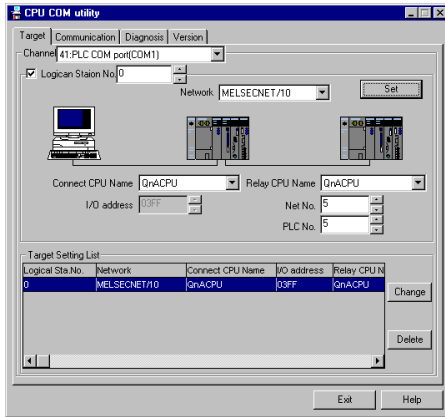 CPU COM utility
Target Communication Diagnosis Version
Channel 41:PLC COM port(COM1)
Logican Staion No. 0
Network MELSECNET/10 Set
Connect CPU Name QnACPU Relay CPU Name QnACPU
I/O address 03FF Net No. 5
PLC No. 5
Target Setting List
Logical Sta.No. Network Connect CPU Name I/O address Relay CPU N
0 MELSECNET/10 QnACPU 03FF QnACPU
Change
Delete
Exit Help